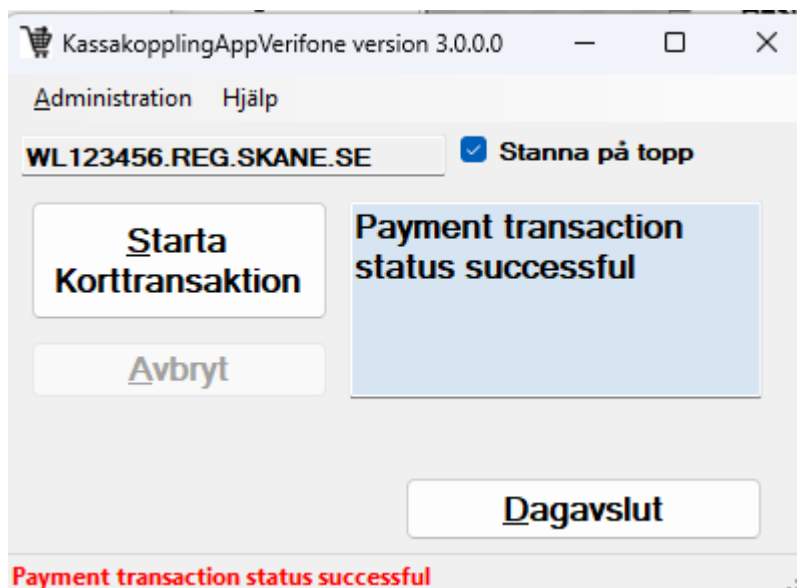 KassakopplingAppVerifone version 3.0.0.0
Administration Hjälp
WL123456.REG.SKANE.SE
Stanna på topp
Starta
Korttransaktion
Payment transaction
status successful
Avbryt
Dagavslut
Payment transaction status successful